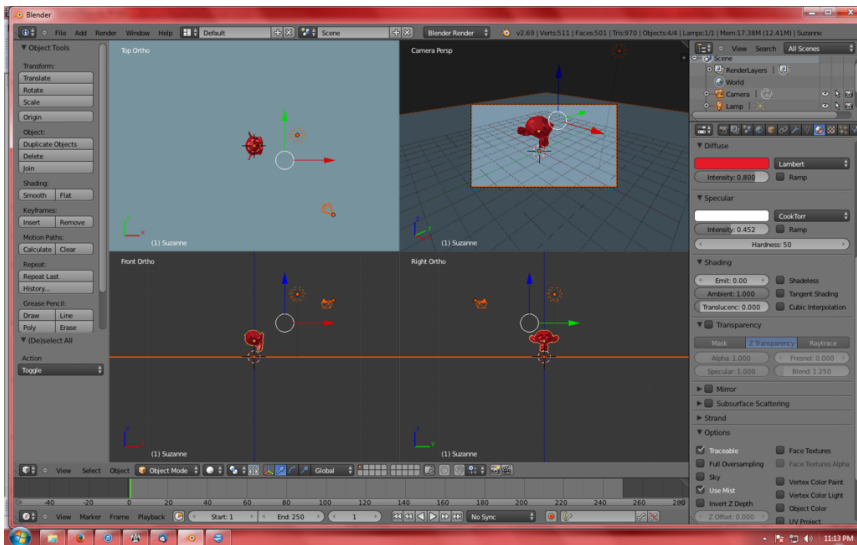 Blender
File Add Render Window Help Default Scene Blender Render v2.69 | Verts:511 | Faces:501 | Tris:970 | Objects:4/4 | Lamps:1/1 | Mem:17.38M (12.41M) | Suzanne
Object Tools
Transform:
Translate
Rotate
Scale
Origin
Object:
Duplicate Objects
Delete
Join
Shading:
Smooth Flat
Keyframes:
Insert Remove
Motion Paths:
Calculate Clear
Repeat:
Repeat Last
History...
Grease Pencil:
Draw Line
Poly Erase
(De)select All
Action
Toggle
Top Ortho
(1) Suzanne
Camera Persp
(1) Suzanne
Front Ortho
(1) Suzanne
Right Ortho
(1) Suzanne
View Search All Scenes
Scene
RenderLayers
World
Camera
Lamp
Diffuse
Lambert
Intensity: 0.800 Ramp
Specular
CookTorr
Intensity: 0.452 Ramp
Hardness: 50
Shading
Emit: 0.00 Shadeless
Ambient: 1.000 Tangent Shading
Translucenc: 0.000 Cubic Interpolation
Transparency
Mask Z Transparency Raytrace
Alpha: 1.000 Fresnel: 0.000
Specular: 1.000 Blend: 1.250
Mirror
Subsurface Scattering
Strand
Options
Traceable Face Textures
Full Oversampling Face Textures Alpha
Sky
Use Mist Vertex Color Paint
Invert Z Depth Vertex Color Light
Z Offset: 0.000 Object Color
UV Project
View Select Object Object Mode Global
-40 -20 0 20 40 60 80 100 120 140 160 180 200 220 240 260 280
View Marker Frame Playback Start: 1 End: 250 1 No Sync
11:13 PM